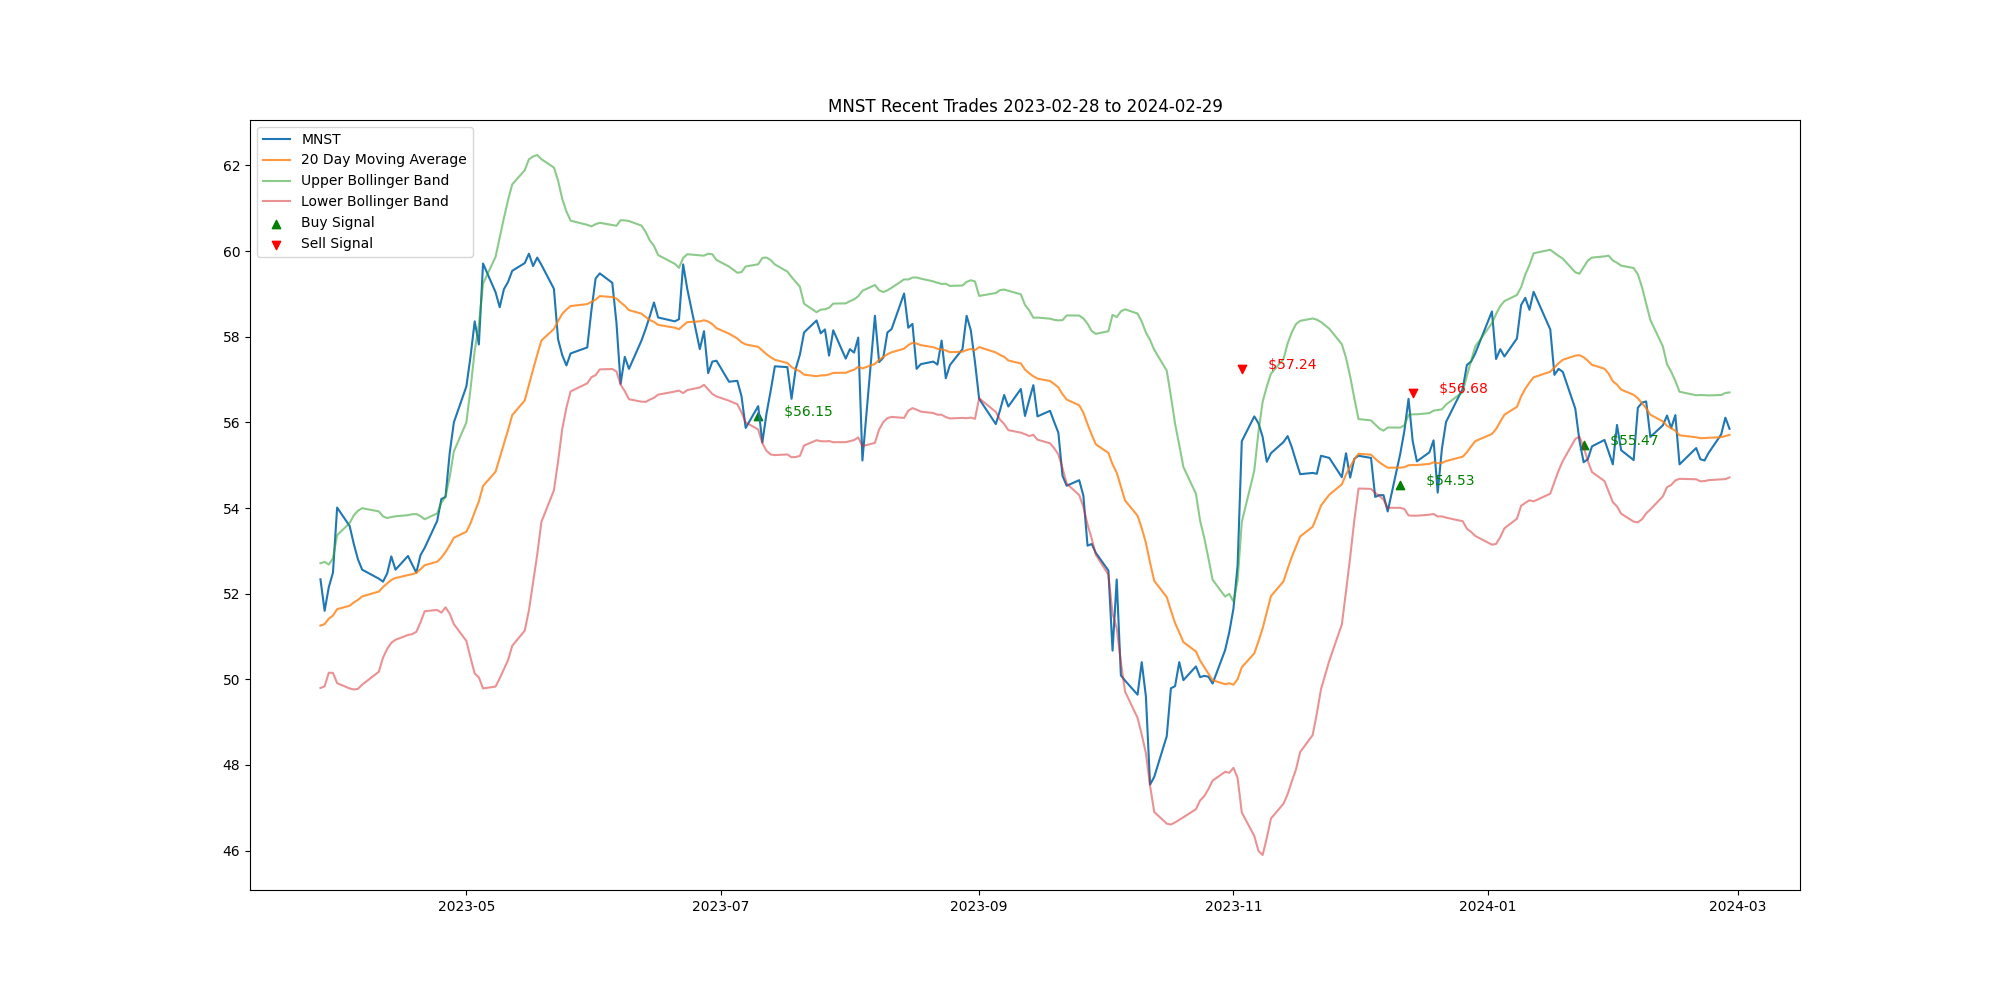 MNST Recent Trades 2023-02-28 to 2024-02-29
MNST
20 Day Moving Average
Upper Bollinger Band
Lower Bollinger Band
Buy Signal
Sell Signal
62
60
58
56
54
52
50
48
46
$57.24
$56.68
$56.15
$55.47
$54.53
2023-05
2023-07
2023-09
2023-11
2024-01
2024-03